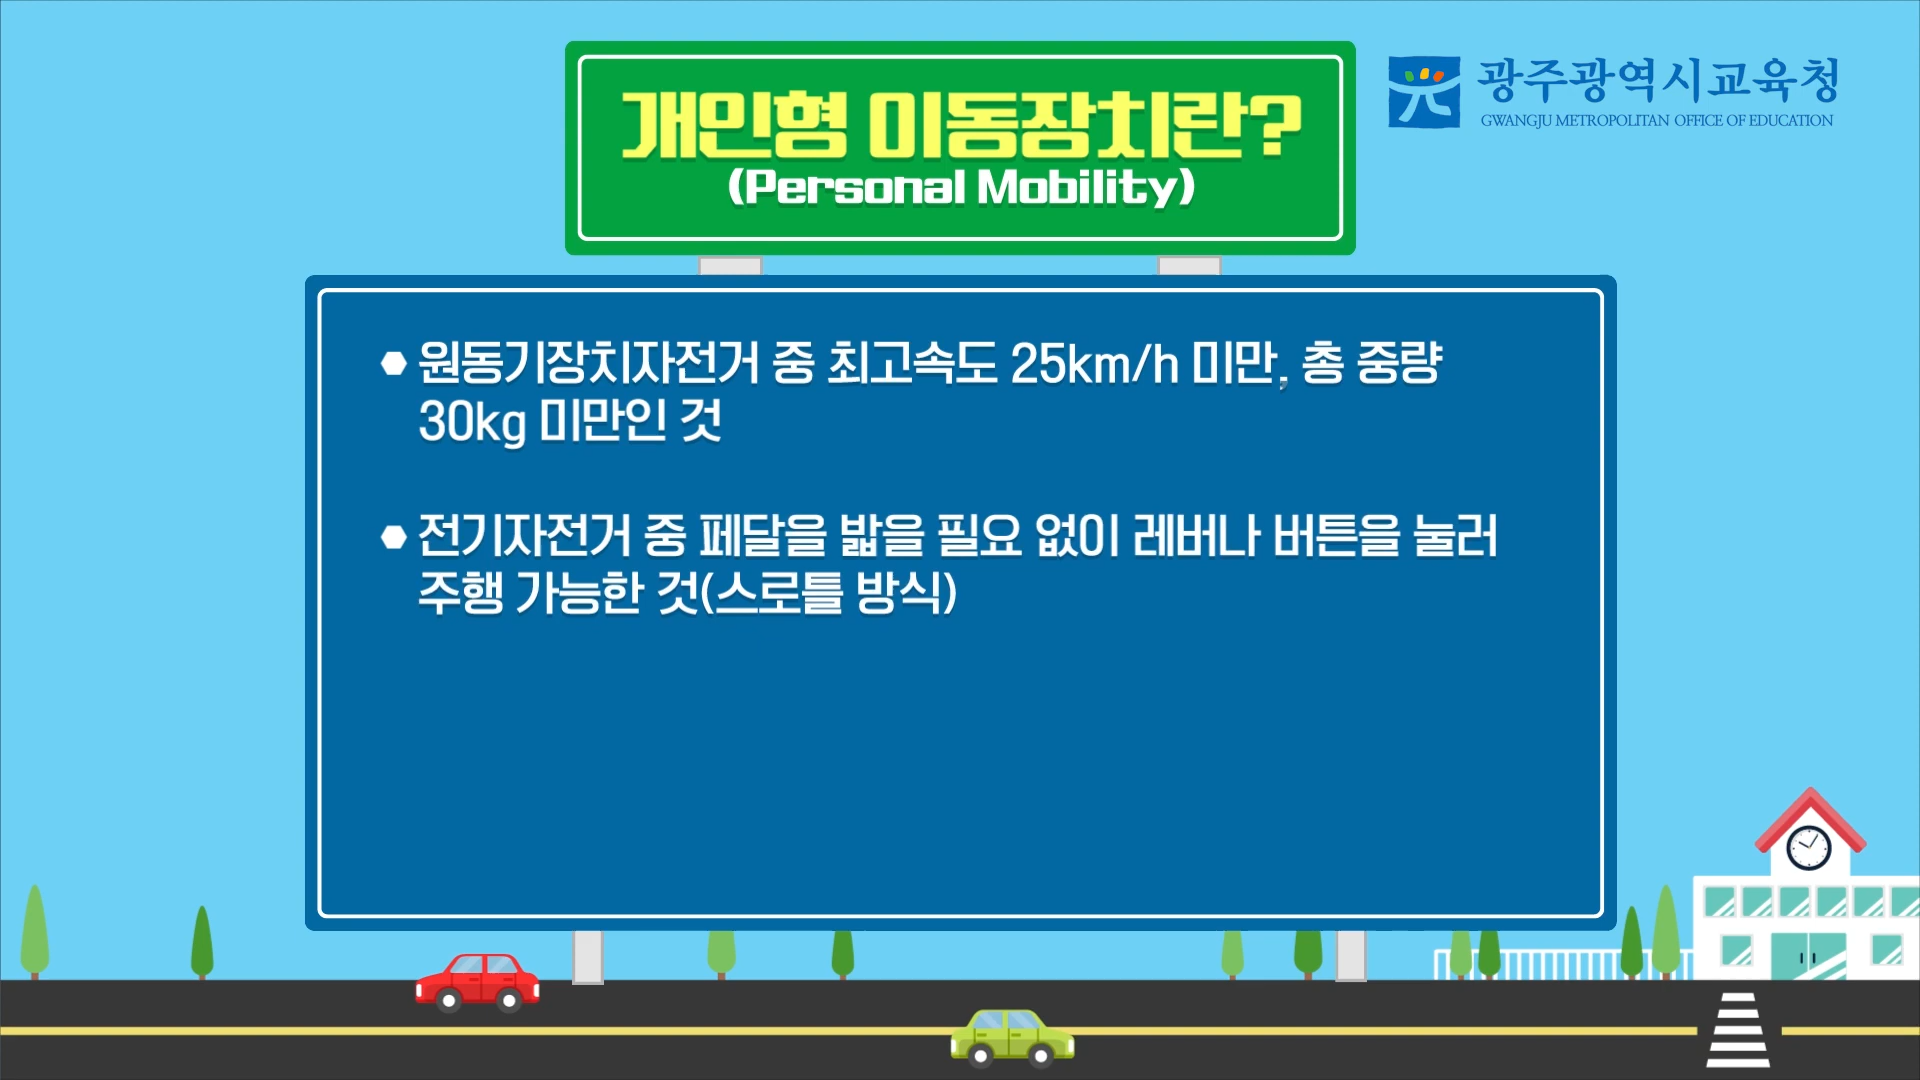 개인형 이동장치란?
(Personal Mobility)
광주광역시교육청
GWANGJU METROPOLITAN OFFICE OF EDUCATION
원동기장치자전거 중 최고속도 25km/h 미만, 총 중량
30kg 미만인 것
전기자전거 중 페달을 밟을 필요 없이 레버나 버튼을 눌러
주행 가능한 것(스로틀 방식)